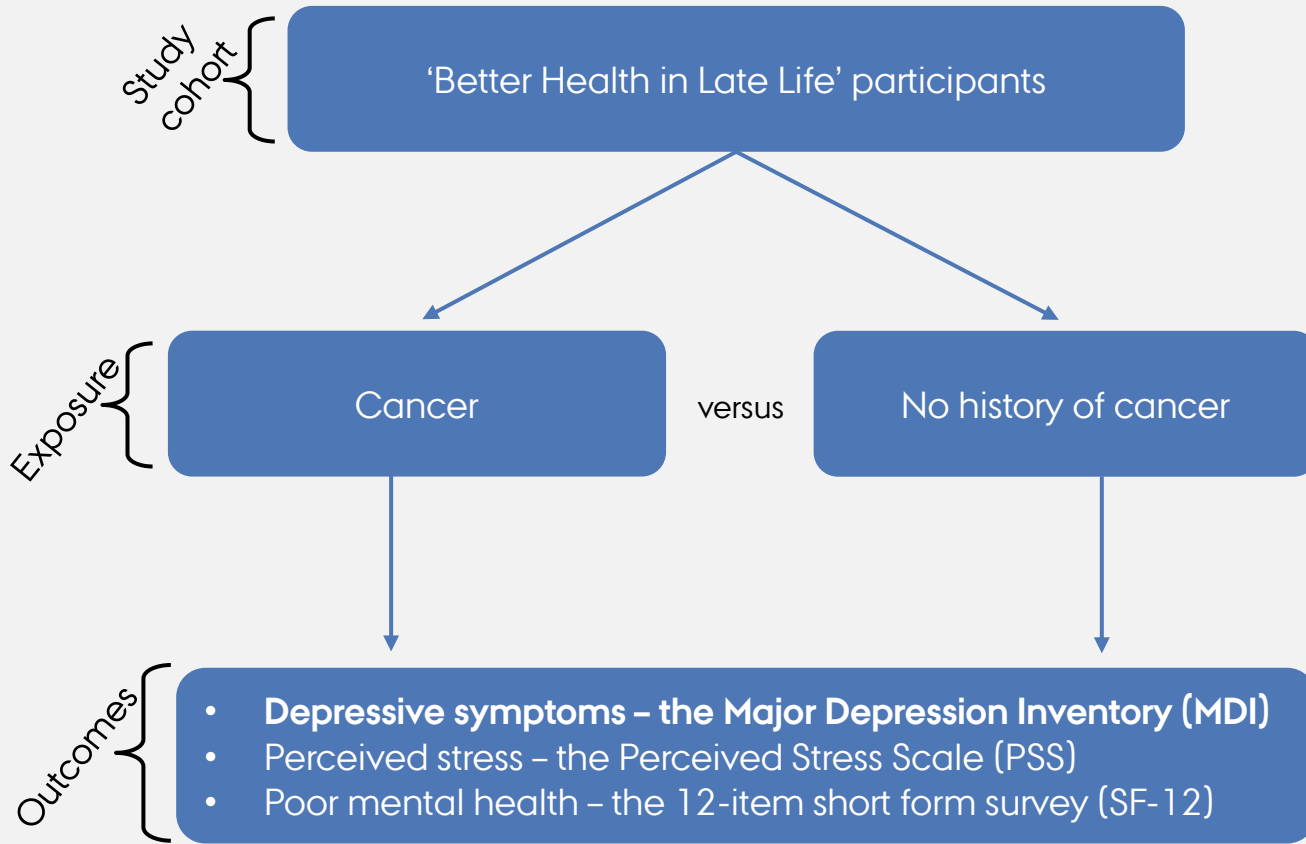 Study
cohort
‘Better Health in Late Life’ participants
Exposure
Cancer
versus
No history of cancer
Outcomes
• Depressive symptoms – the Major Depression Inventory (MDI)
• Perceived stress – the Perceived Stress Scale (PSS)
• Poor mental health – the 12-item short form survey (SF-12)